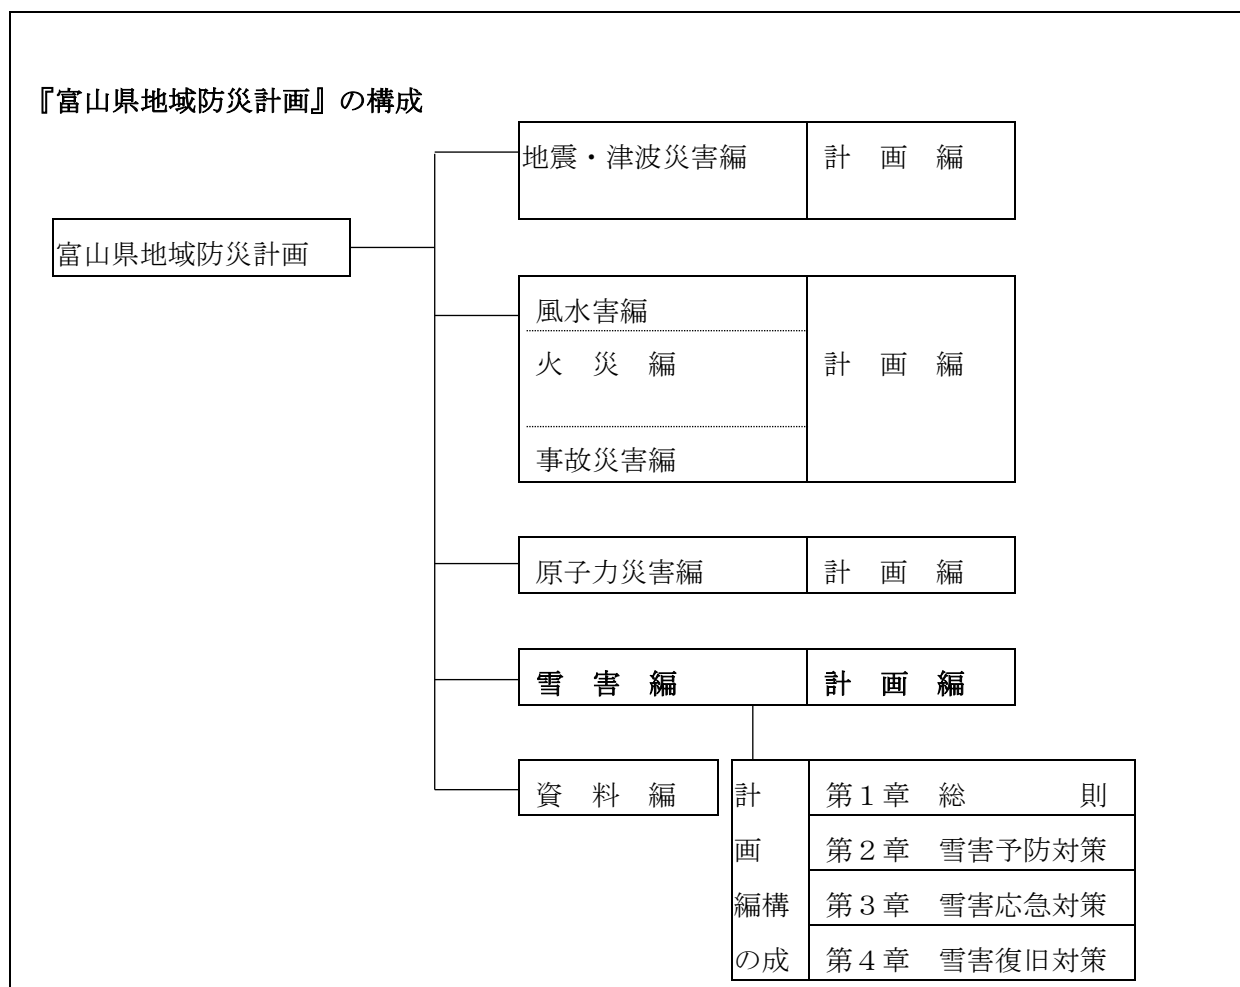 『富山県地域防災計画』の構成
地震・津波災害編　計　画　編
富山県地域防災計画
風水害編
火　災　編　計　画　編
事故災害編
原子力災害編　計　画　編
雪　害　編　計　画　編
資　料　編
計　第１章　総　　　　則
画　第２章　雪害予防対策
編構　第３章　雪害応急対策
の成　第４章　雪害復旧対策